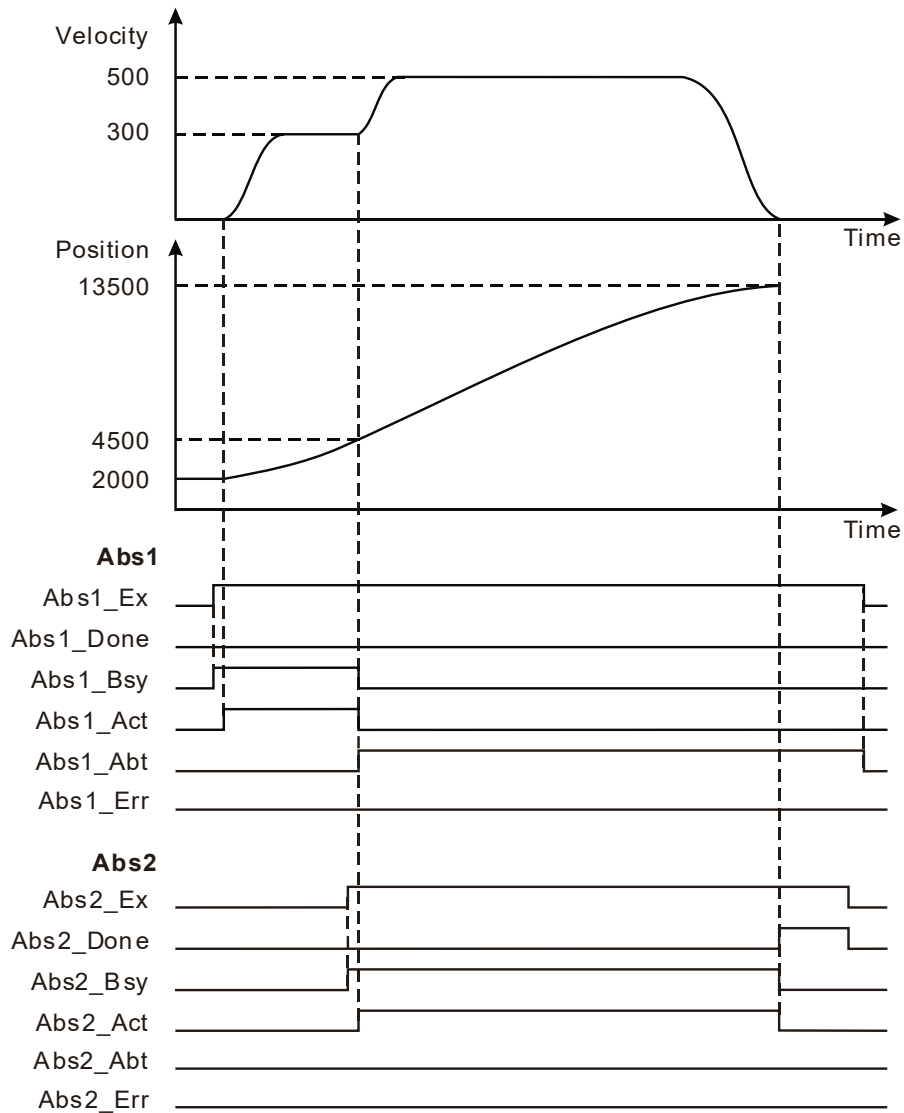 Velocity
500
300
Time
Position
13500
4500
2000
Time
Abs1
Abs1_Ex
Abs1_Done
Abs1_Bsy
Abs1_Act
Abs1_Abt
Abs1_Err
Abs2
Abs2_Ex
Abs2_Done
Abs2_Bsy
Abs2_Act
Abs2_Abt
Abs2_Err